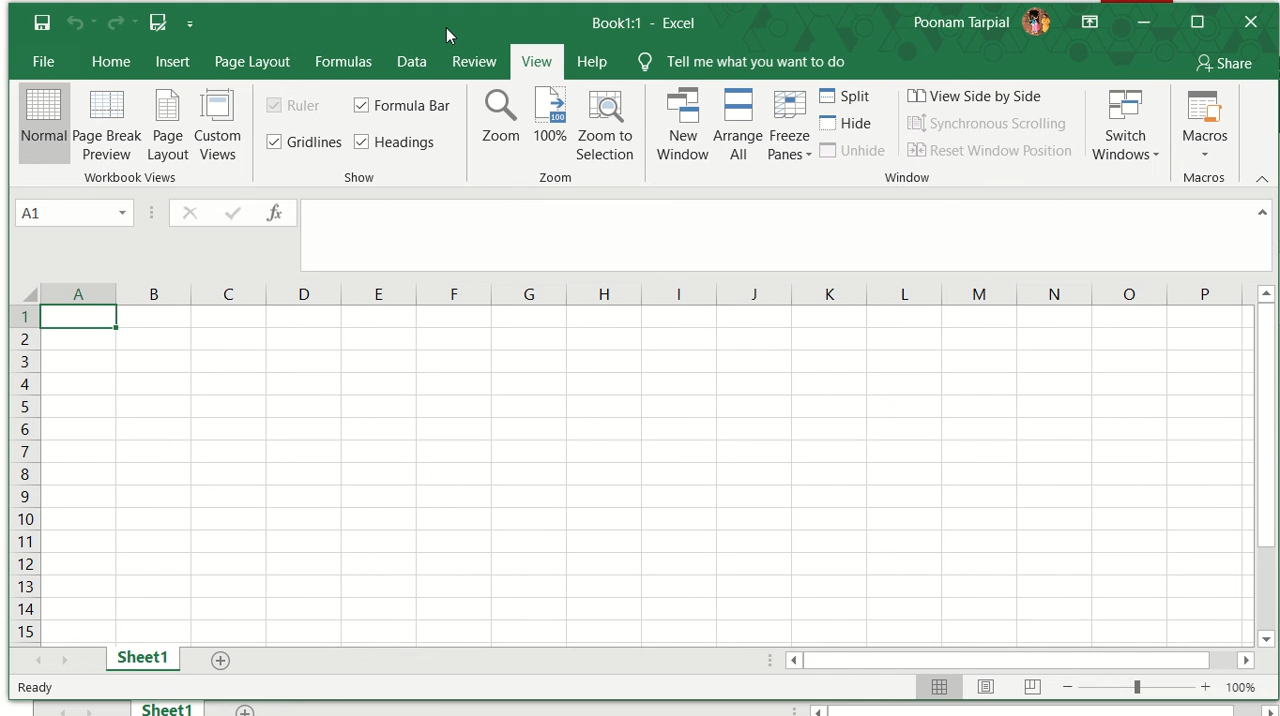 Book1:1 - Excel
Poonam Tarpial
File Home Insert Page Layout Formulas Data Review View Help Tell me what you want to do Share
Normal
Page Break
Preview
Page
Layout
Custom
Views
Workbook Views
Ruler
Formula Bar
Gridlines
Headings
Show
Zoom
100
100%
Zoom to
Selection
Zoom
New
Window
Arrange
All
Freeze
Panes
Split
Hide
Unhide
View Side by Side
Synchronous Scrolling
Reset Window Position
Switch
Windows
Window
Macros
Macros
A1
fx
A B C D E F G H I J K L M N O P
1
2
3
4
5
6
7
8
9
10
11
12
13
14
15
Sheet1
Ready
100%
Sheet1